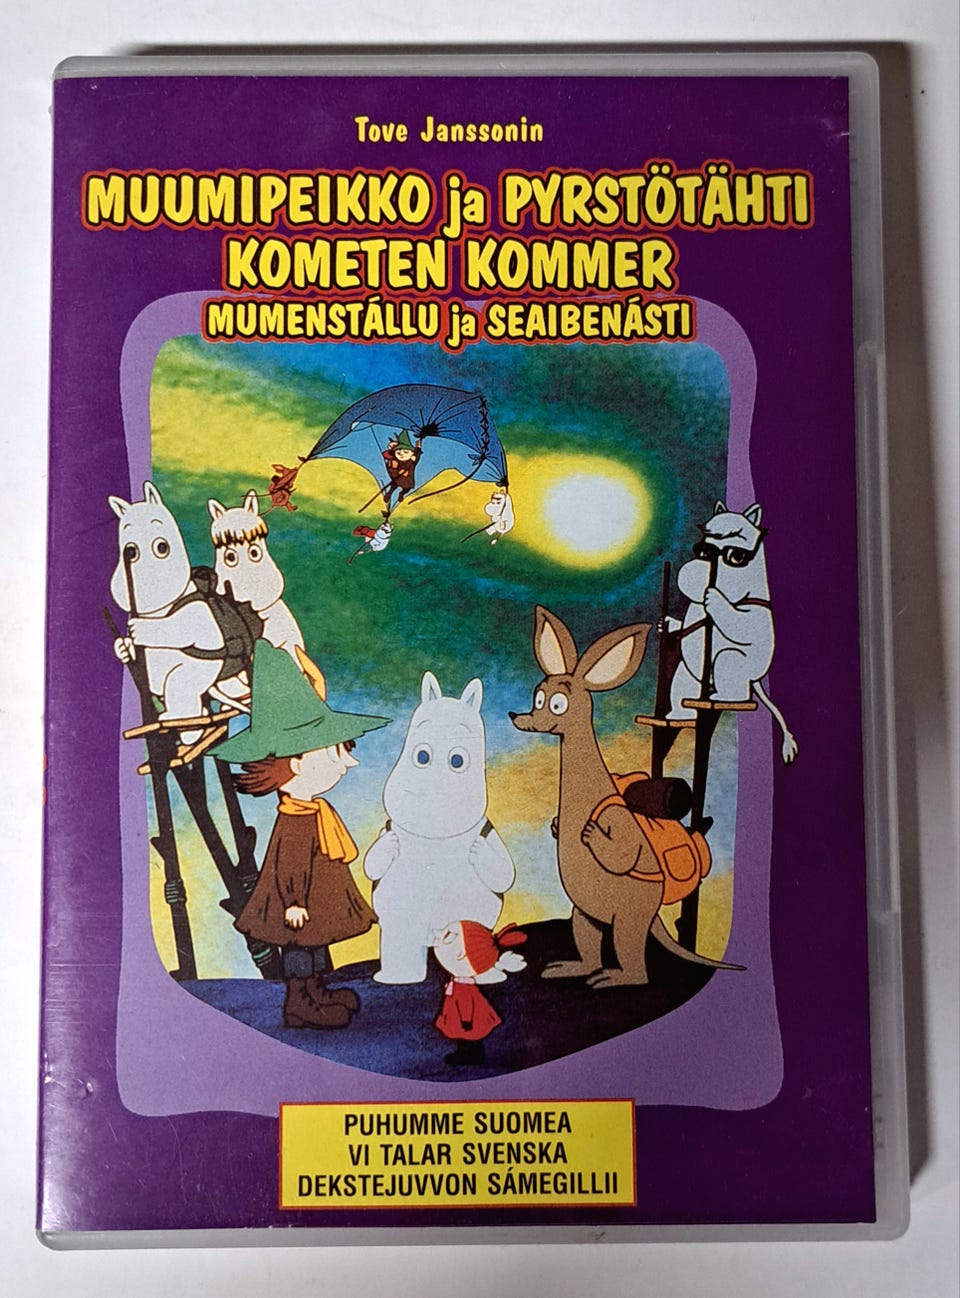 Tove Janssonin
MUUMIPEIKKO ja PYRSTÖTÄHTI
KOMETEN KOMMER
MUMENSTÁLLU ja SEAIBENÁSTI
PUHUMME SUOMEA
VI TALAR SVENSKA
DEKSTEJUVVON SÁMEGILLII